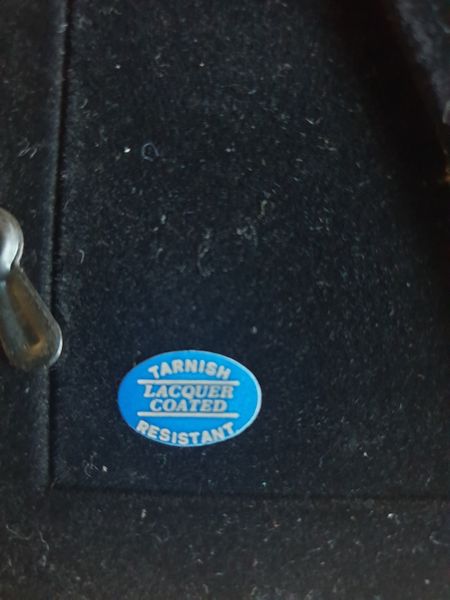 TARNISH
LACQUER
COATED
RESISTANT